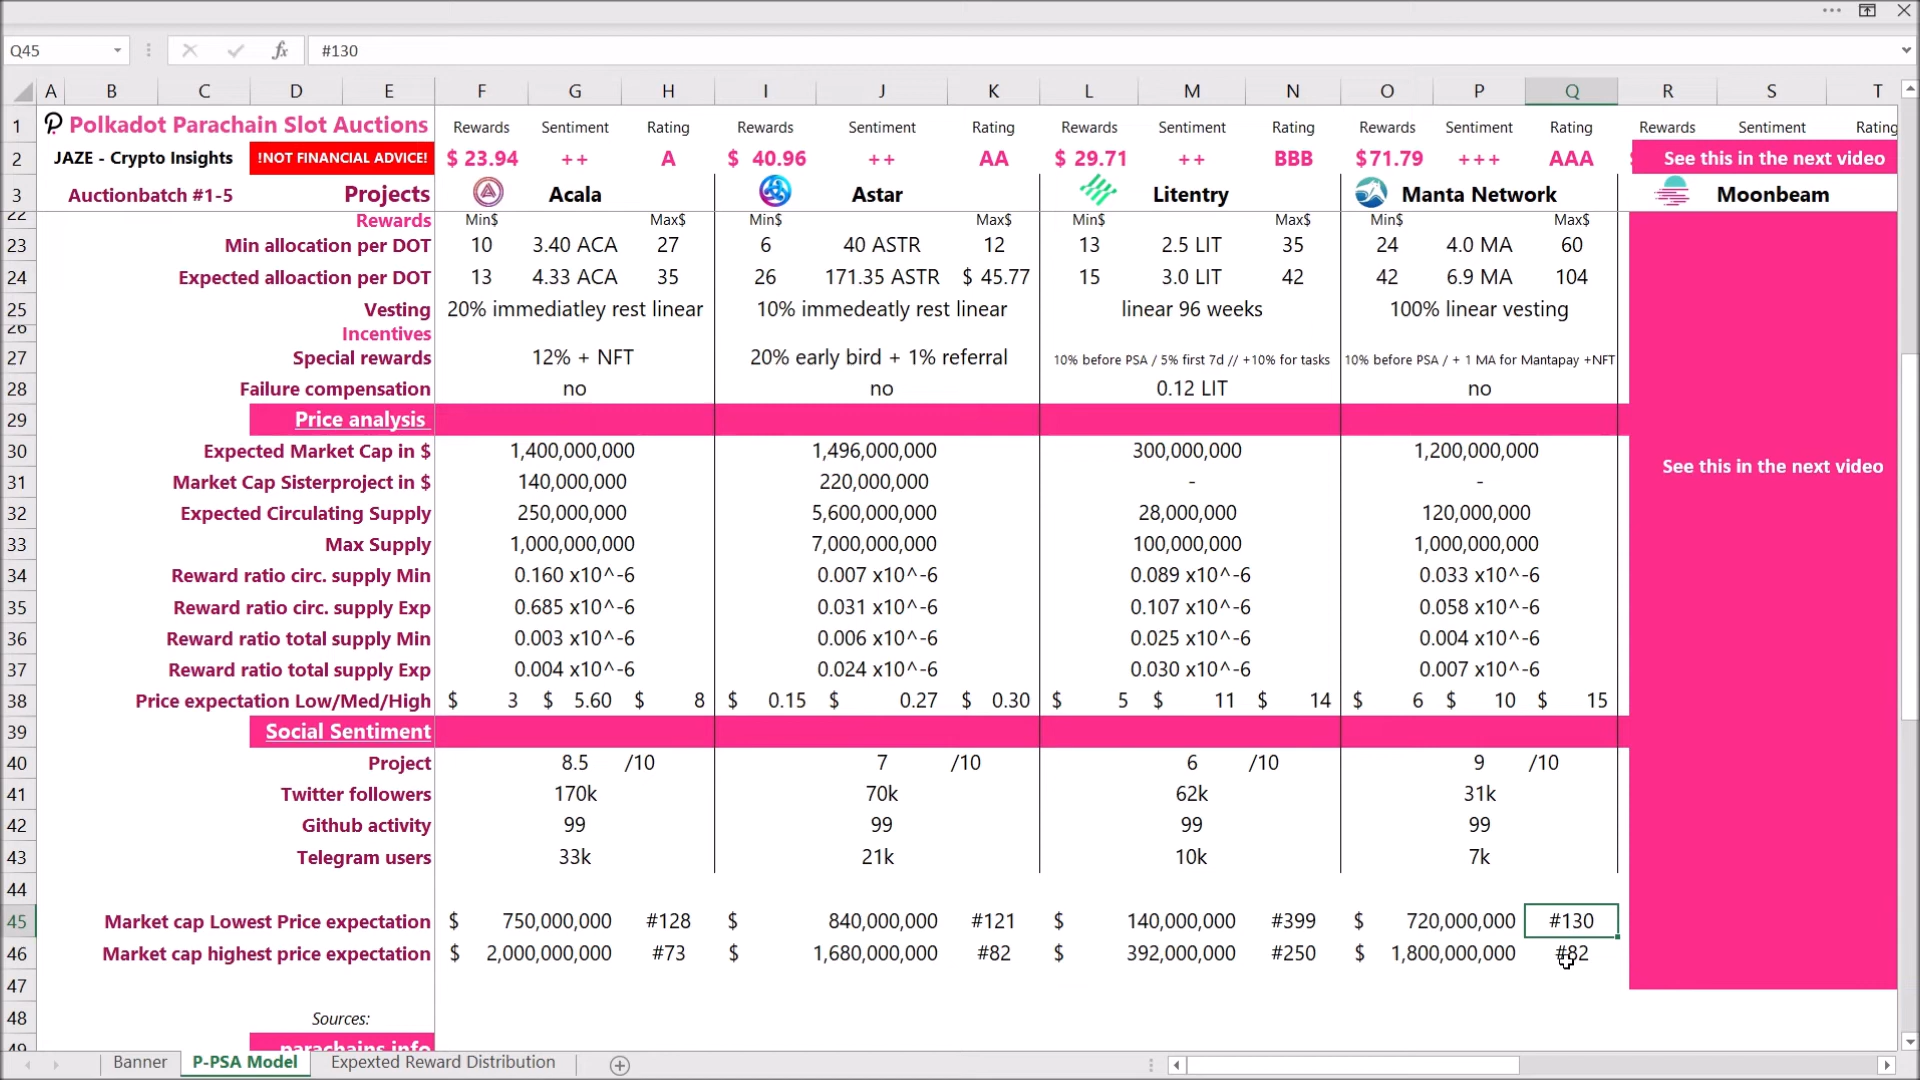 Q45 fx #130
A B C D E F G H I J K L M N O P Q R S T
1 Polkadot Parachain Slot Auctions Rewards Sentiment Rating Rewards Sentiment Rating Rewards Sentiment Rating Rewards Sentiment Rating Rewards Sentiment Rating
2 JAZE - Crypto Insights !NOT FINANCIAL ADVICE! $ 23.94 ++ A $ 40.96 ++ AA $ 29.71 ++ BBB $71.79 +++ AAA See this in the next video
3 Auctionbatch #1-5 Projects Acala Astar Litentry Manta Network Moonbeam
22 Rewards Min$ Max$ Min$ Max$ Min$ Max$ Min$ Max$
23 Min allocation per DOT 10 3.40 ACA 27 6 40 ASTR 12 13 2.5 LIT 35 24 4.0 MA 60
24 Expected alloaction per DOT 13 4.33 ACA 35 26 171.35 ASTR $ 45.77 15 3.0 LIT 42 42 6.9 MA 104
25 Vesting 20% immediatley rest linear 10% immedeatly rest linear linear 96 weeks 100% linear vesting
26 Incentives
27 Special rewards 12% + NFT 20% early bird + 1% referral 10% before PSA / 5% first 7d // +10% for tasks 10% before PSA / + 1 MA for Mantapay +NFT
28 Failure compensation no no 0.12 LIT no
29 Price analysis
30 Expected Market Cap in $ 1,400,000,000 1,496,000,000 300,000,000 1,200,000,000
See this in the next video
31 Market Cap Sisterproject in $ 140,000,000 220,000,000 - -
32 Expected Circulating Supply 250,000,000 5,600,000,000 28,000,000 120,000,000
33 Max Supply 1,000,000,000 7,000,000,000 100,000,000 1,000,000,000
34 Reward ratio circ. supply Min 0.160 x10^-6 0.007 x10^-6 0.089 x10^-6 0.033 x10^-6
35 Reward ratio circ. supply Exp 0.685 x10^-6 0.031 x10^-6 0.107 x10^-6 0.058 x10^-6
36 Reward ratio total supply Min 0.003 x10^-6 0.006 x10^-6 0.025 x10^-6 0.004 x10^-6
37 Reward ratio total supply Exp 0.004 x10^-6 0.024 x10^-6 0.030 x10^-6 0.007 x10^-6
38 Price expectation Low/Med/High $ 3 $ 5.60 $ 8 $ 0.15 $ 0.27 $ 0.30 $ 5 $ 11 $ 14 $ 6 $ 10 $ 15
39 Social Sentiment
40 Project 8.5 /10 7 /10 6 /10 9 /10
41 Twitter followers 170k 70k 62k 31k
42 Github activity 99 99 99 99
43 Telegram users 33k 21k 10k 7k
44
45 Market cap Lowest Price expectation $ 750,000,000 #128 $ 840,000,000 #121 $ 140,000,000 #399 $ 720,000,000 #130
46 Market cap highest price expectation $ 2,000,000,000 #73 $ 1,680,000,000 #82 $ 392,000,000 #250 $ 1,800,000,000 #82
47
48 Sources:
49 parachains.info
Banner P-PSA Model Expexted Reward Distribution